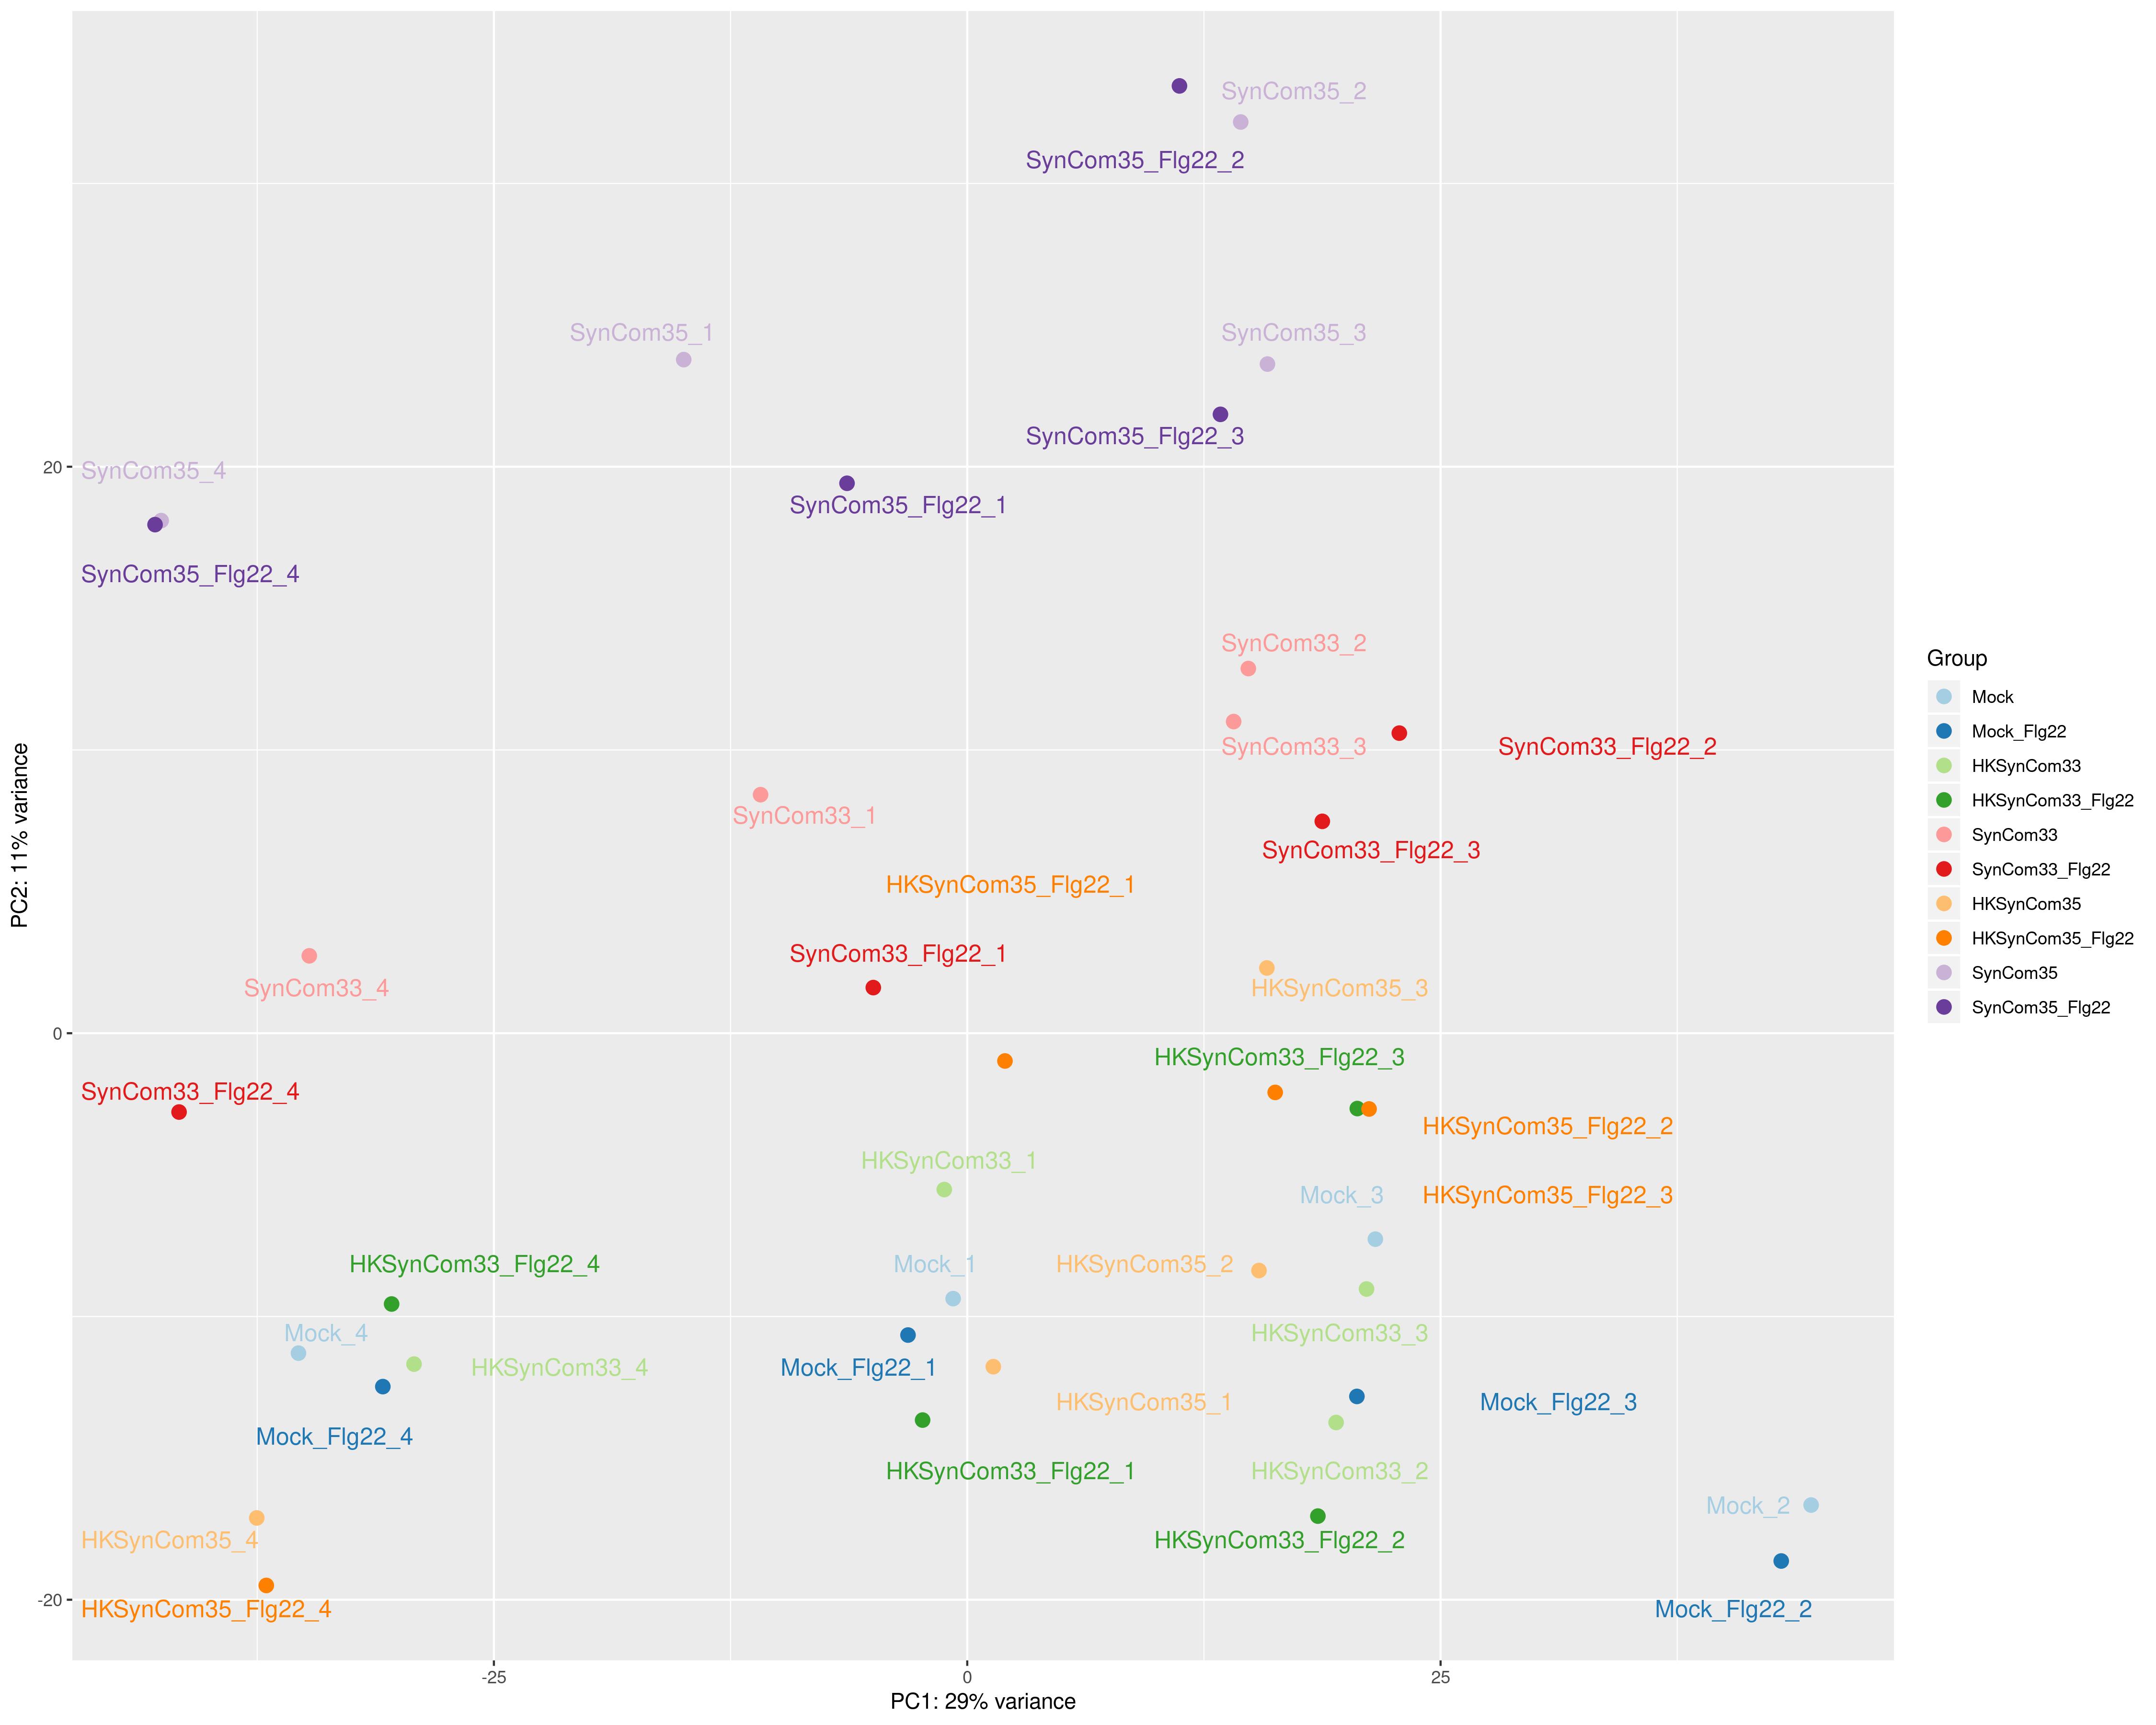 SynCom35_2
SynCom35_Flg22_2
SynCom35_1
SynCom35_3
SynCom35_Flg22_3
20
SynCom35_4
SynCom35_Flg22_1
SynCom35_Flg22_4
SynCom33_2
SynCom33_3
SynCom33_Flg22_2
SynCom33_1
SynCom33_Flg22_3
HKSynCom35_Flg22_1
SynCom33_Flg22_1
SynCom33_4
HKSynCom35_3
0
HKSynCom33_Flg22_3
SynCom33_Flg22_4
HKSynCom35_Flg22_2
HKSynCom33_1
Mock_3
HKSynCom35_Flg22_3
HKSynCom33_Flg22_4
Mock_1
HKSynCom35_2
Mock_4
HKSynCom33_3
HKSynCom33_4
Mock_Flg22_1
HKSynCom35_1
Mock_Flg22_3
Mock_Flg22_4
HKSynCom33_Flg22_1
HKSynCom33_2
Mock_2
HKSynCom35_4
HKSynCom33_Flg22_2
-20
HKSynCom35_Flg22_4
Mock_Flg22_2
-25
0
25
PC1: 29% variance
PC2: 11% variance
Group
Mock
Mock_Flg22
HKSynCom33
HKSynCom33_Flg22
SynCom33
SynCom33_Flg22
HKSynCom35
HKSynCom35_Flg22
SynCom35
SynCom35_Flg22